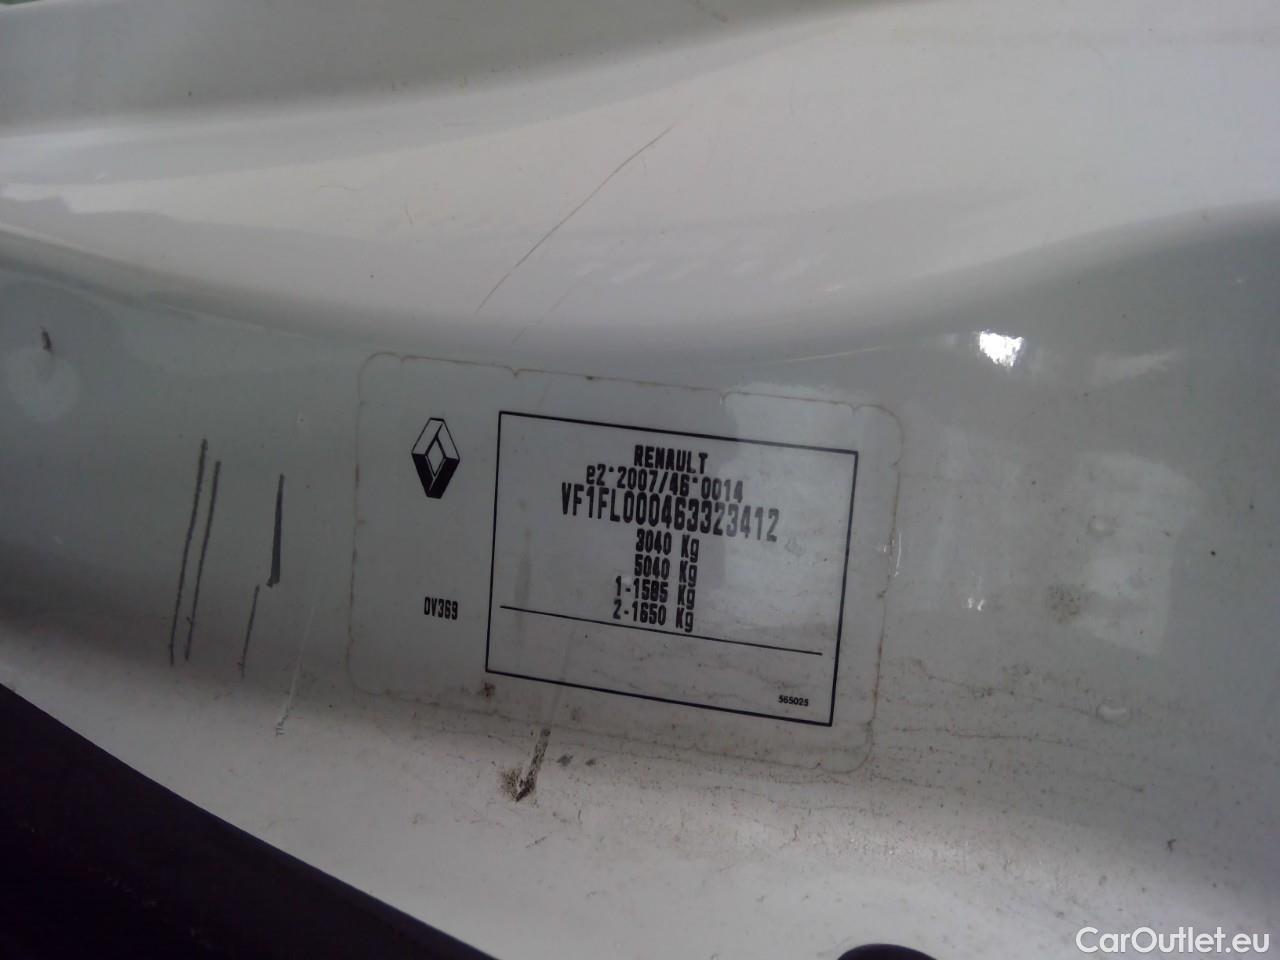 RENAULT
e2*2007/46*0014
VF1FL000463323412
3040 Kg
5040 Kg
1-1585 Kg
2-1650 Kg
DV369
565025
CarOutlet.eu